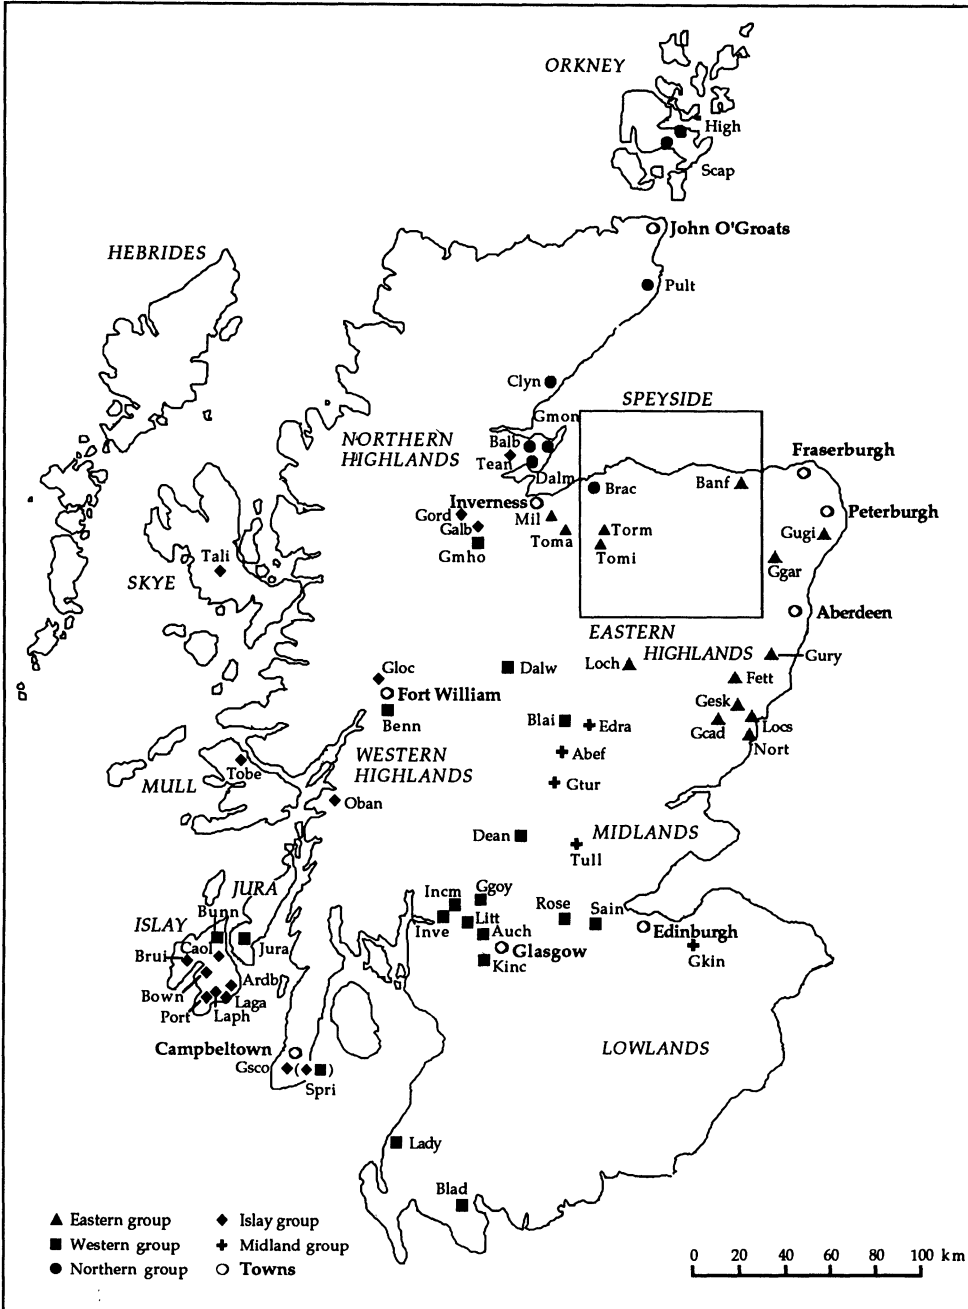 ORKNEY
High
Scap
John O'Groats
HEBRIDES
Pult
Clyn
SPEYSIDE
Gmon
NORTHERN
HIGHLANDS
Balb
Tean
Dalm
Fraserburgh
Banf
Brac
Inverness
Gord
Mil
Peterburgh
Galb
Toma
Torm
Gugi
Gmho
Tomi
Tali
Ggar
SKYE
Aberdeen
EASTERN
HIGHLANDS
Gury
Loch
Dalw
Gloc
Fett
Fort William
Gesk
Benn
Blai
Edra
Gcad
Locs
Nort
WESTERN
HIGHLANDS
Abef
Tobe
MULL
Gtur
Oban
MIDLANDS
Dean
Tull
JURA
Incm
Ggoy
Bunn
ISLAY
Rose
Sain
Inve
Litt
Auch
Edinburgh
Caol
Jura
Glasgow
Brui
Kinc
Gkin
Ardb
Bown
Laga
Port
Laph
Campbeltown
LOWLANDS
Gsco
( )
Spri
Lady
Blad
Eastern group
Islay group
Western group
Midland group
Northern group
Towns
0 20 40 60 80 100 km